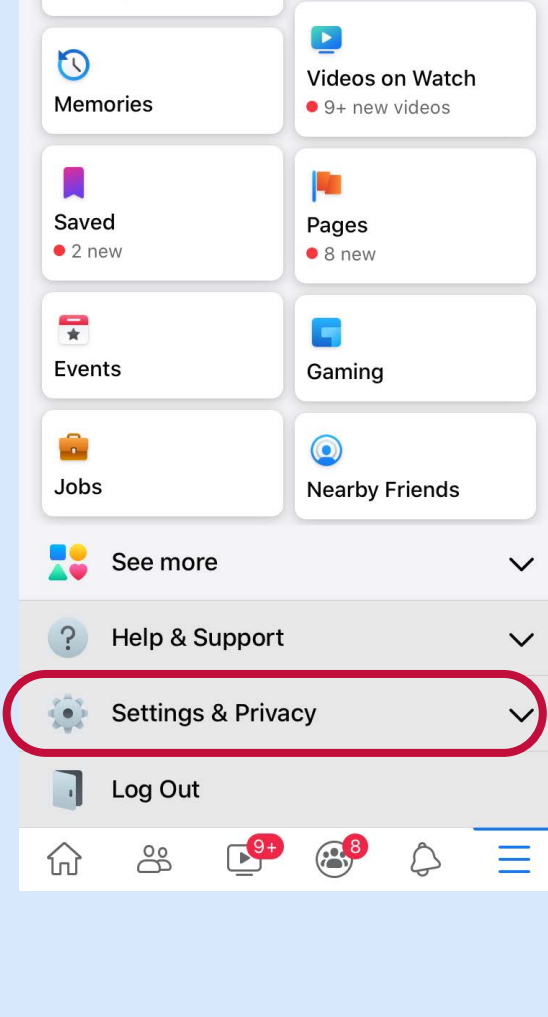 Memories
Videos on Watch
9+ new videos
Saved
2 new
Pages
8 new
Events
Gaming
Jobs
Nearby Friends
See more
Help & Support
Settings & Privacy
Log Out
9+
8